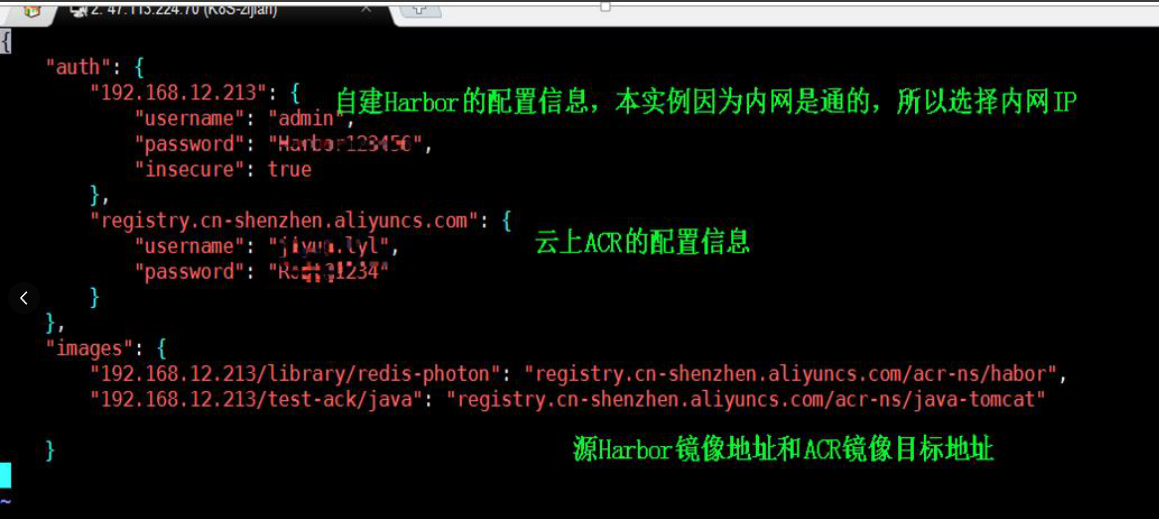 2. 47.113.224.70 (K8S-zijian)
{
"auth": {
"192.168.12.213": {
自建Harbor的配置信息，本实例因为内网是通的，所以选择内网IP
"username": "admin",
"password": "
"insecure": true
},
"registry.cn-shenzhen.aliyuncs.com": {
"username": "
云上ACR的配置信息
"password": "
}
},
"images": {
"192.168.12.213/library/redis-photon": "registry.cn-shenzhen.aliyuncs.com/acr-ns/habor",
"192.168.12.213/test-ack/java": "registry.cn-shenzhen.aliyuncs.com/acr-ns/java-tomcat"
}
源Harbor镜像地址和ACR镜像目标地址
~